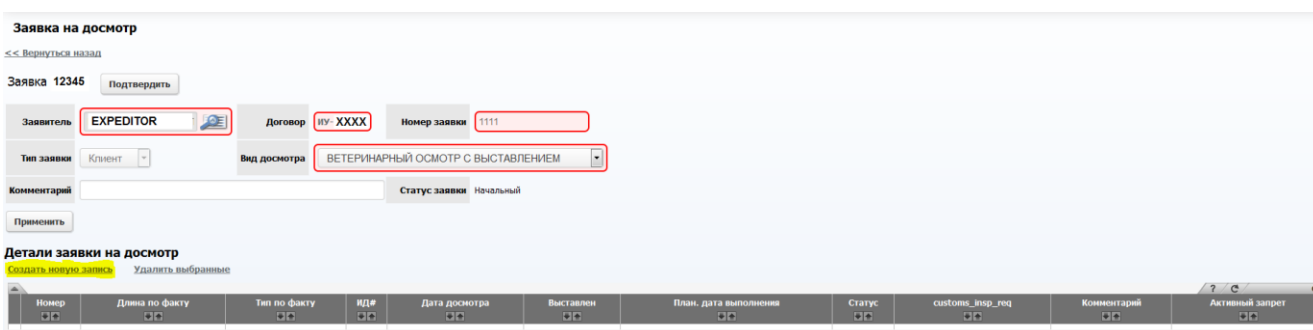 Заявка на досмотр
<< Вернуться назад
Заявка 12345 Подтвердить
Заявитель EXPEDITOR Договор ИУ- XXXX Номер заявки 1111
Тип заявки Клиент Вид досмотра ВЕТЕРИНАРНЫЙ ОСМОТР С ВЫСТАВЛЕНИЕМ
Комментарий Статус заявки Начальный
Применить
Детали заявки на досмотр
Создать новую запись Удалить выбранные
?
Номер Длина по факту Тип по факту ИД# Дата досмотра Выставлен План. дата выполнения Статус customs_insp_req Комментарий Активный запрет